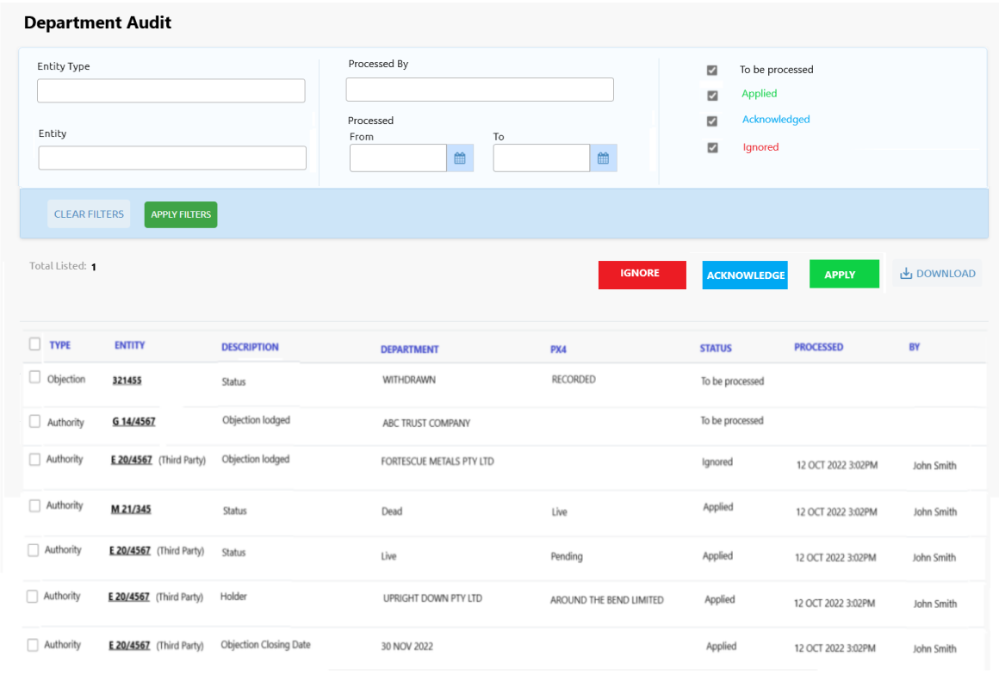 Department Audit
Entity Type
Entity
Processed By
Processed
From To
To be processed
Applied
Acknowledged
Ignored
CLEAR FILTERS APPLY FILTERS
Total Listed: 1
IGNORE ACKNOWLEDGE APPLY DOWNLOAD
TYPE ENTITY DESCRIPTION DEPARTMENT PX4 STATUS PROCESSED BY
Objection 321455 Status WITHDRAWN RECORDED To be processed
Authority G 14/4567 Objection lodged ABC TRUST COMPANY To be processed
Authority E 20/4567 (Third Party) Objection lodged FORTESCUE METALS PTY LTD Ignored 12 OCT 2022 3:02PM John Smith
Authority M 21/345 Status Dead Live Applied 12 OCT 2022 3:02PM John Smith
Authority E 20/4567 (Third Party) Status Live Pending Applied 12 OCT 2022 3:02PM John Smith
Authority E 20/4567 (Third Party) Holder UPRIGHT DOWN PTY LTD AROUND THE BEND LIMITED Applied 12 OCT 2022 3:02PM John Smith
Authority E 20/4567 (Third Party) Objection Closing Date 30 NOV 2022 Applied 12 OCT 2022 3:02PM John Smith